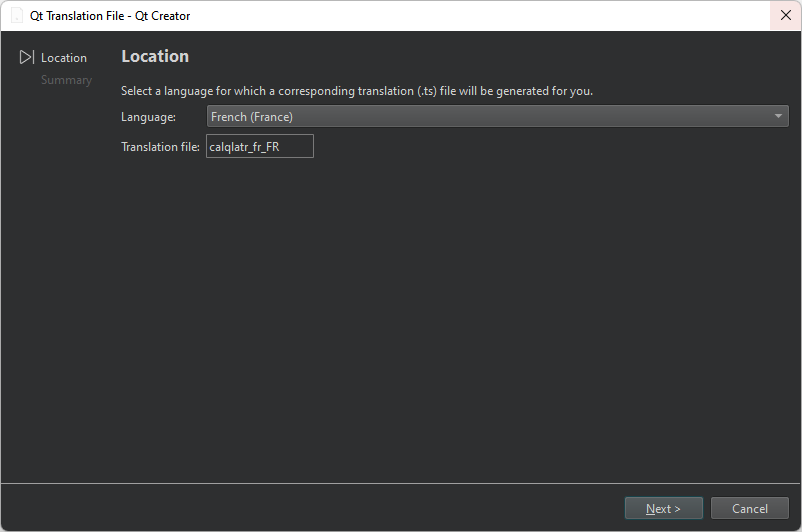 Qt Translation File - Qt Creator
Location
Summary
Location
Select a language for which a corresponding translation (.ts) file will be generated for you.
Language: French (France)
Translation file: calqlatr_fr_FR
Next > Cancel